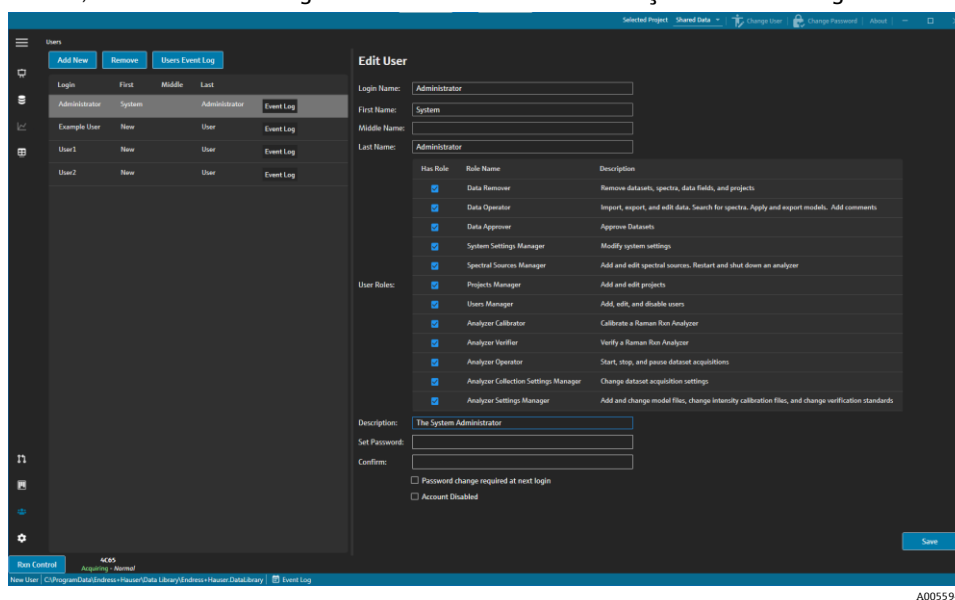 Selected Project Shared Data Change User Change Password About
Users
Add New Remove Users Event Log
Login First Middle Last
Administrator System Administrator Event Log
Example User New User Event Log
User1 New User Event Log
User2 New User Event Log
Edit User
Login Name: Administrator
First Name: System
Middle Name:
Last Name: Administrator
Has Role Role Name Description
Data Remover Remove datasets, spectra, data fields, and projects
Data Operator Import, export, and edit data. Search for spectra. Apply and export models. Add comments
Data Approver Approve Datasets
System Settings Manager Modify system settings
Spectral Sources Manager Add and edit spectral sources. Restart and shut down an analyzer
User Roles:
Projects Manager Add and edit projects
Users Manager Add, edit, and disable users
Analyzer Calibrator Calibrate a Raman Rxn Analyzer
Analyzer Verifier Verify a Raman Rxn Analyzer
Analyzer Operator Start, stop, and pause dataset acquisitions
Analyzer Collection Settings Manager Change dataset acquisition settings
Analyzer Settings Manager Add and change model files, change intensity calibration files, and change verification standards
Description: The System Administrator
Set Password:
Confirm:
Password change required at next login
Account Disabled
Save
Rxn Control
4C65
Acquiring - Normal
New User C:\ProgramData\Endress+Hauser\Data Library\Endress+Hauser.DataLibrary Event Log
A00559